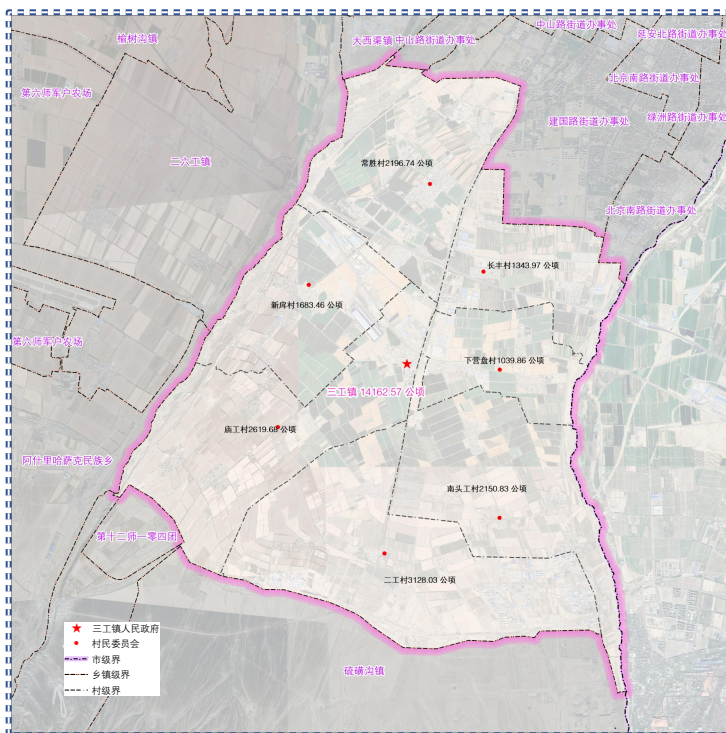 中山路街道办事处
延安北路街道办事处
榆树沟镇
大西渠镇
中山路街道办事处
北京南路街道办事处
第六师军户农场
建国路街道办事处
绿洲路街道办事处
二六工镇
常胜村2196.74 公顷
北京南路街道办事处
长丰村1343.97 公顷
新戽村1683.46 公顷
第六师军户农场
下营盘村1039.86 公顷
三工镇 14162.57 公顷
庙工村2619.68 公顷
阿什里哈萨克民族乡
南头工村2150.83 公顷
第十二师一零四团
二工村3128.03 公顷
硫磺沟镇
三工镇人民政府
村民委员会
市级界
乡镇级界
村级界